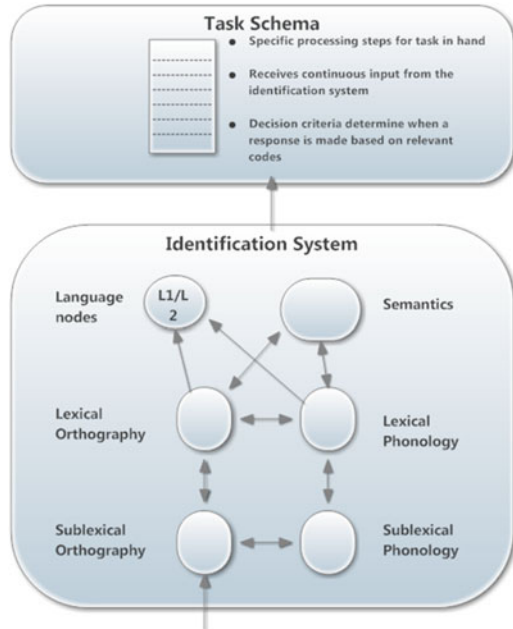 Task Schema
• Specific processing steps for task in hand
• Receives continuous input from the
identification system
• Decision criteria determine when a
response is made based on relevant
codes
Identification System
Language
nodes
L1/L
2
Semantics
Lexical
Orthography
Lexical
Phonology
Sublexical
Orthography
Sublexical
Phonology